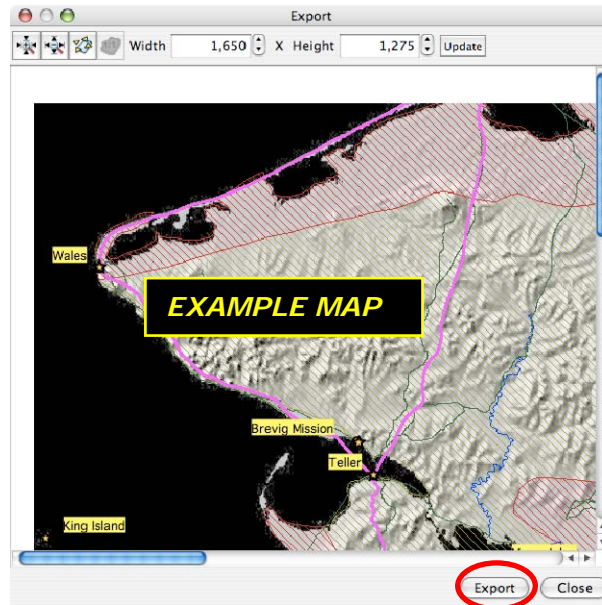 Export
Width 1,650 X Height 1,275 Update
Wales
EXAMPLE MAP
Brevig Mission
Teller
King Island
Export Close